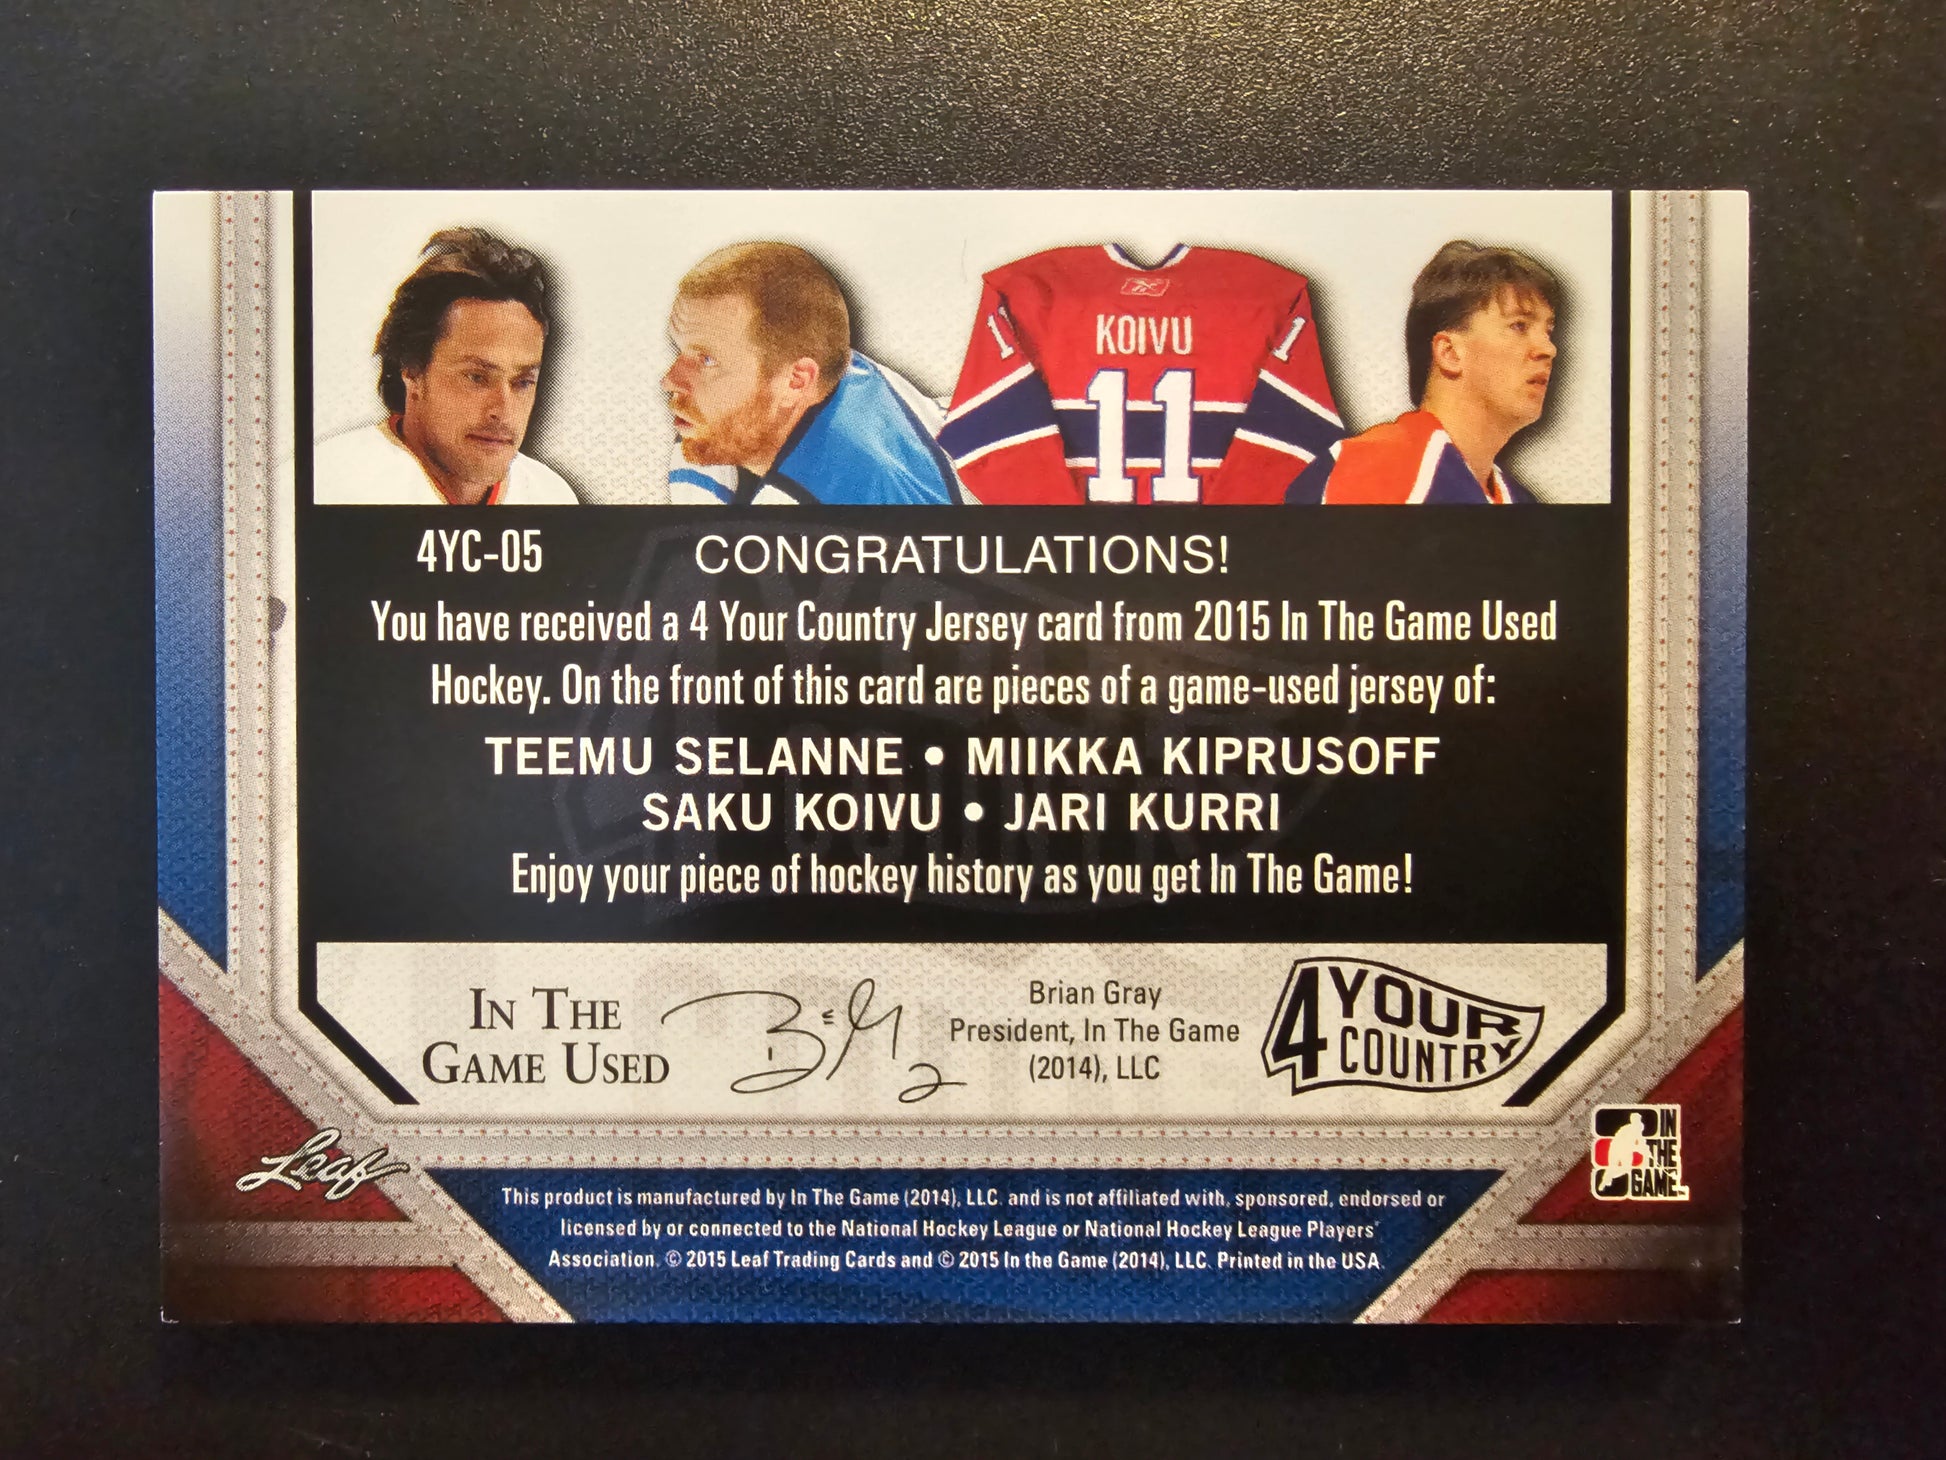 KOIVU
11
11
1
4YC-05
CONGRATULATIONS!
You have received a 4 Your Country Jersey card from 2015 In The Game Used
Hockey. On the front of this card are pieces of a game-used jersey of:
TEEMU SELANNE • MIIKKA KIPRUSOFF
SAKU KOIVU • JARI KURRI
Enjoy your piece of hockey history as you get In The Game!
IN THE
GAME USED
Brian Gray
President, In The Game
(2014), LLC
4 YOUR
COUNTRY
Leaf
IN
THE
GAME
This product is manufactured by In The Game (2014), LLC. and is not affiliated with, sponsored, endorsed or
licensed by or connected to the National Hockey League or National Hockey League Players'
Association. © 2015 Leaf Trading Cards and © 2015 In the Game (2014), LLC. Printed in the USA.